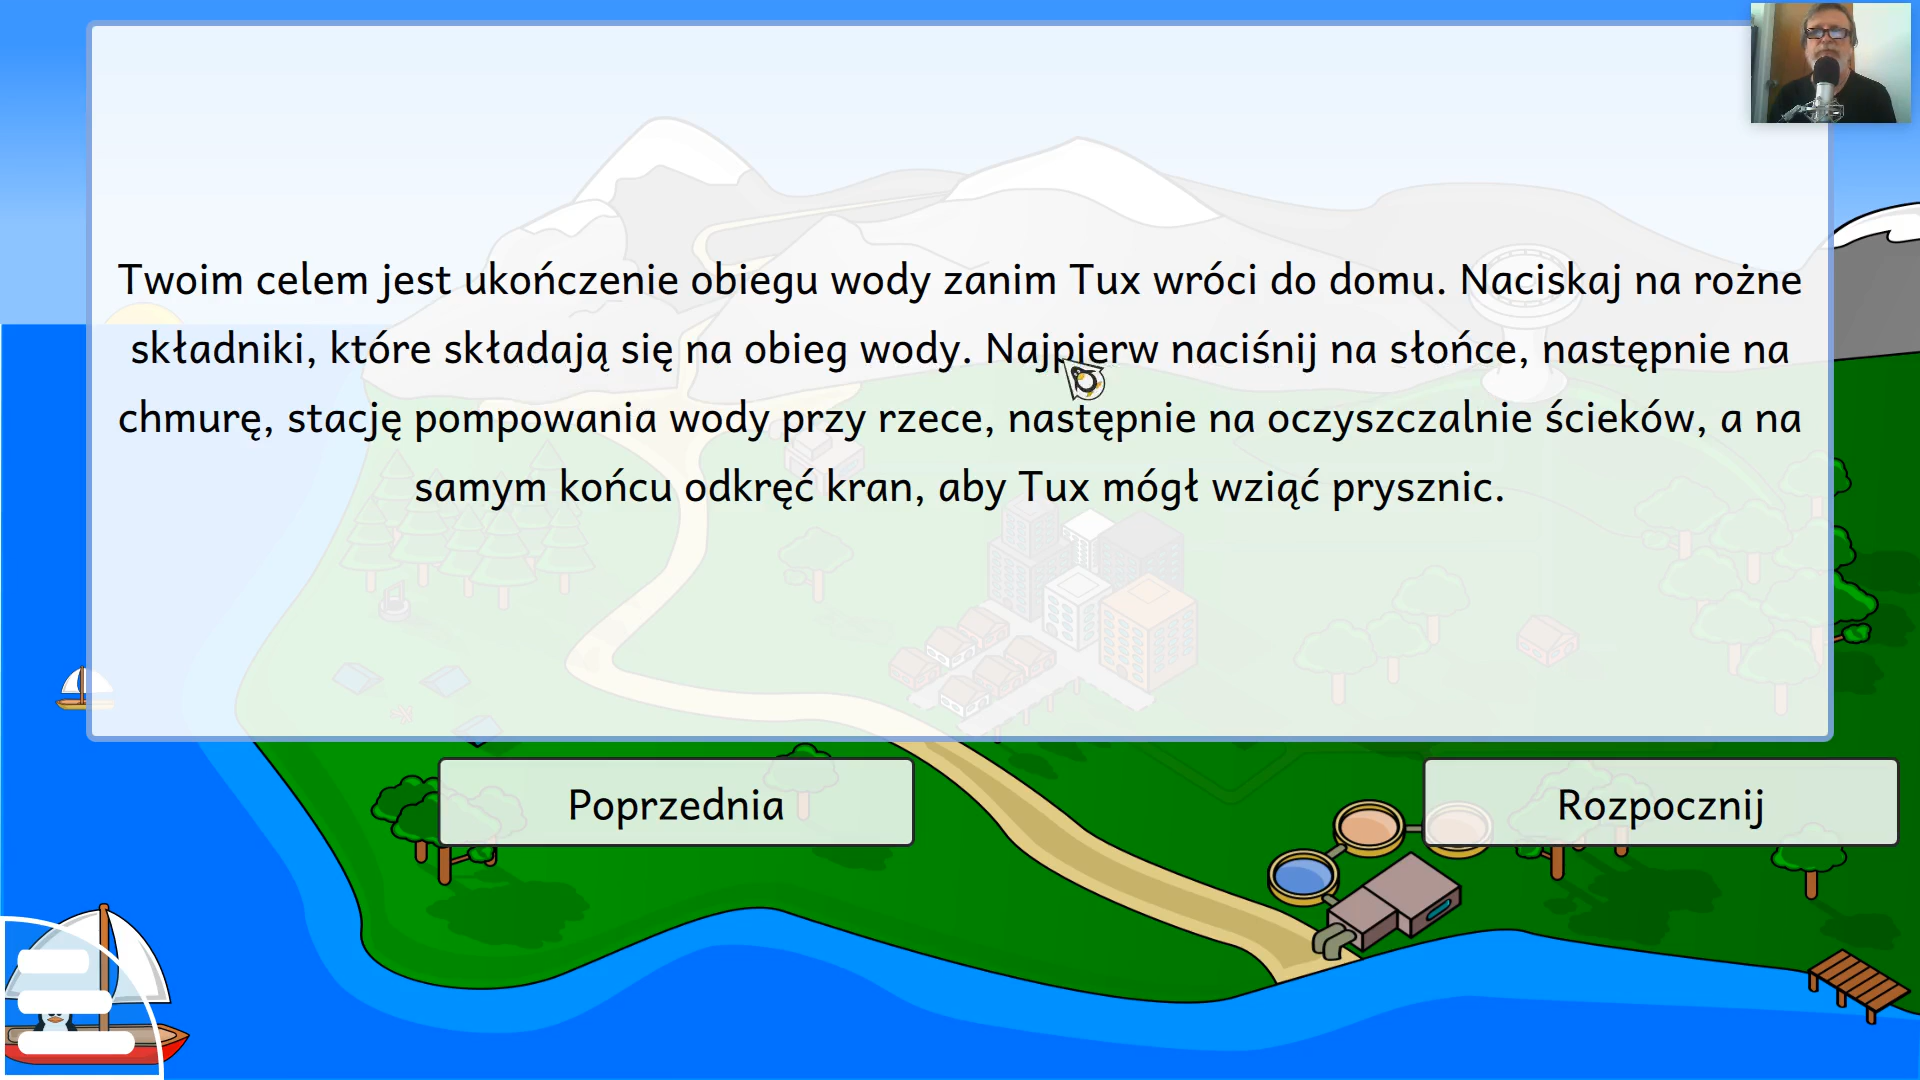 Twoim celem jest ukończenie obiegu wody zanim Tux wróci do domu. Naciskaj na rożne
składniki, które składają się na obieg wody. Najpierw naciśnij na słońce, następnie na
chmurę, stację pompowania wody przy rzece, następnie na oczyszczalnie ścieków, a na
samym końcu odkręć kran, aby Tux mógł wziąć prysznic.
Poprzednia
Rozpocznij